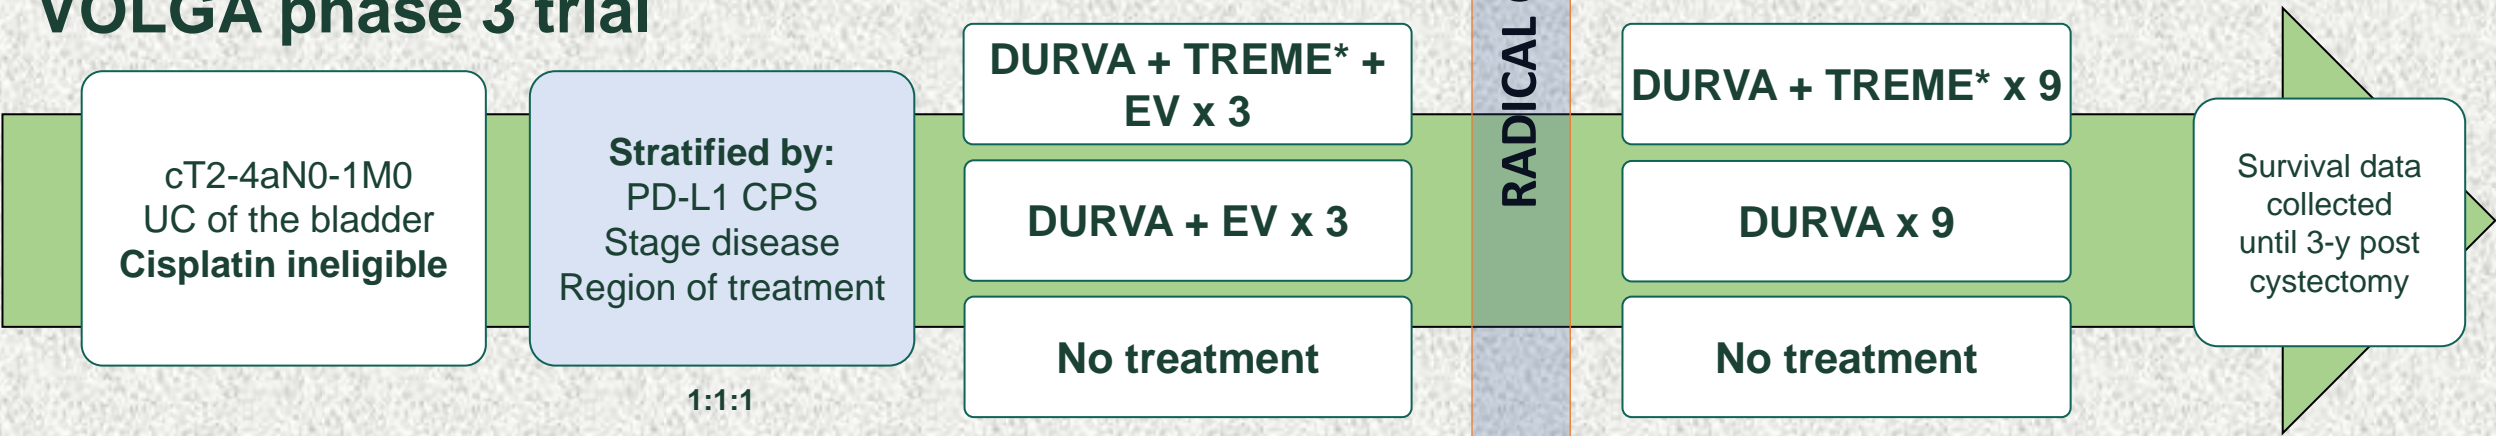 VOLGA phase 3 trial
cT2-4aN0-1M0
UC of the bladder
Cisplatin ineligible
Stratified by:
PD-L1 CPS
Stage disease
Region of treatment
1:1:1
DURVA + TREME* +
EV x 3
DURVA + EV x 3
No treatment
RADICAL
DURVA + TREME* x 9
DURVA x 9
No treatment
Survival data
collected
until 3-y post
cystectomy